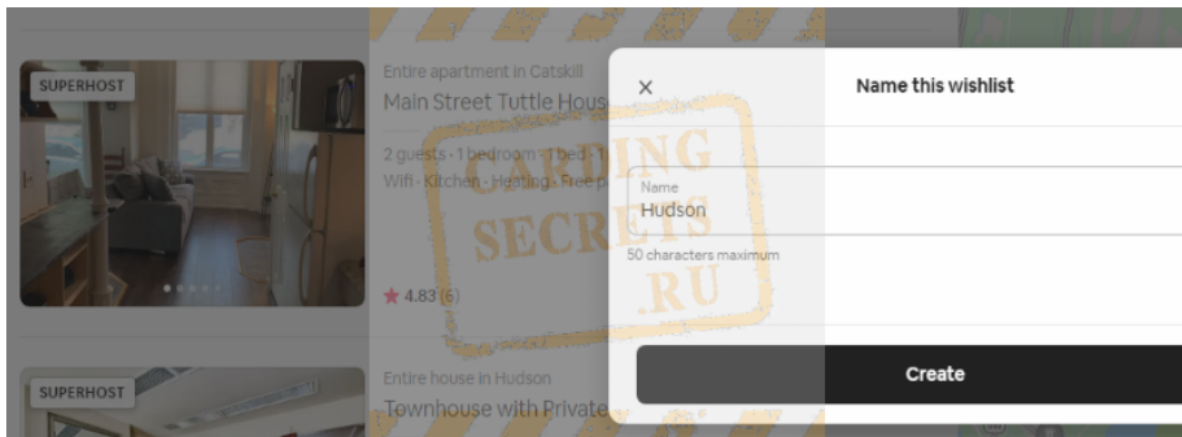 SUPERHOST
Entire apartment in Catskill
Main Street Tuttle Hous
2 guests · 1 bedroom · 1 bed · 1
Wifi · Kitchen · Heating · Free p
4.83 (6)
SUPERHOST
Entire house in Hudson
Townhouse with Private
Name this wishlist
Name
Hudson
50 characters maximum
Create
CARDING
SECRETS
.RU